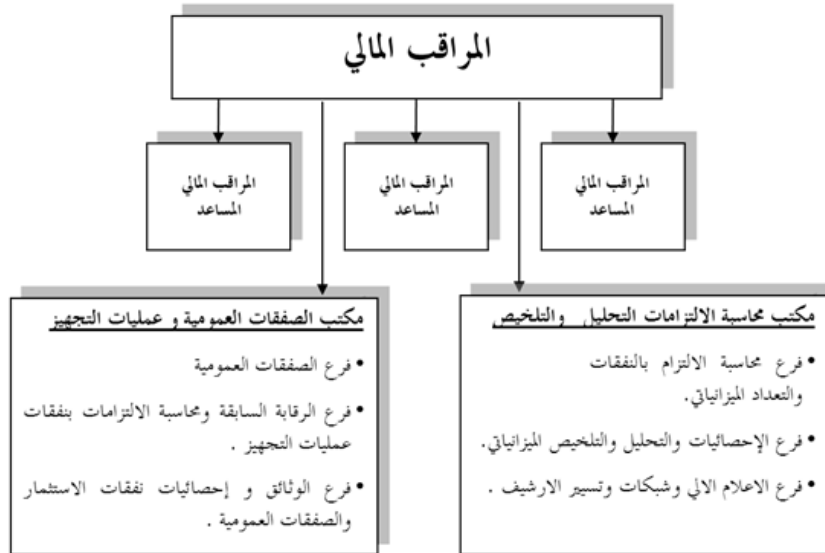 المراقب المالي
المراقب المالي
المساعد
المراقب المالي
المساعد
المراقب المالي
المساعد
مكتب محاسبة الالتزامات التحليل والتلخيص
• فرع محاسبة الالتزام بالنفقات
والتعداد الميزانياتي.
• فرع الإحصائيات والتحليل والتلخيص الميزانياتي.
• فرع الاعلام الالي وشبكات وتسيير الارشيف .
مكتب الصفقات العمومية و عمليات التجهيز
• فرع الصفقات العمومية
• فرع الرقابة السابقة ومحاسبة الالتزامات بنفقات
عمليات التجهيز .
• فرع الوثائق و إحصائيات نفقات الاستثمار
والصفقات العمومية .